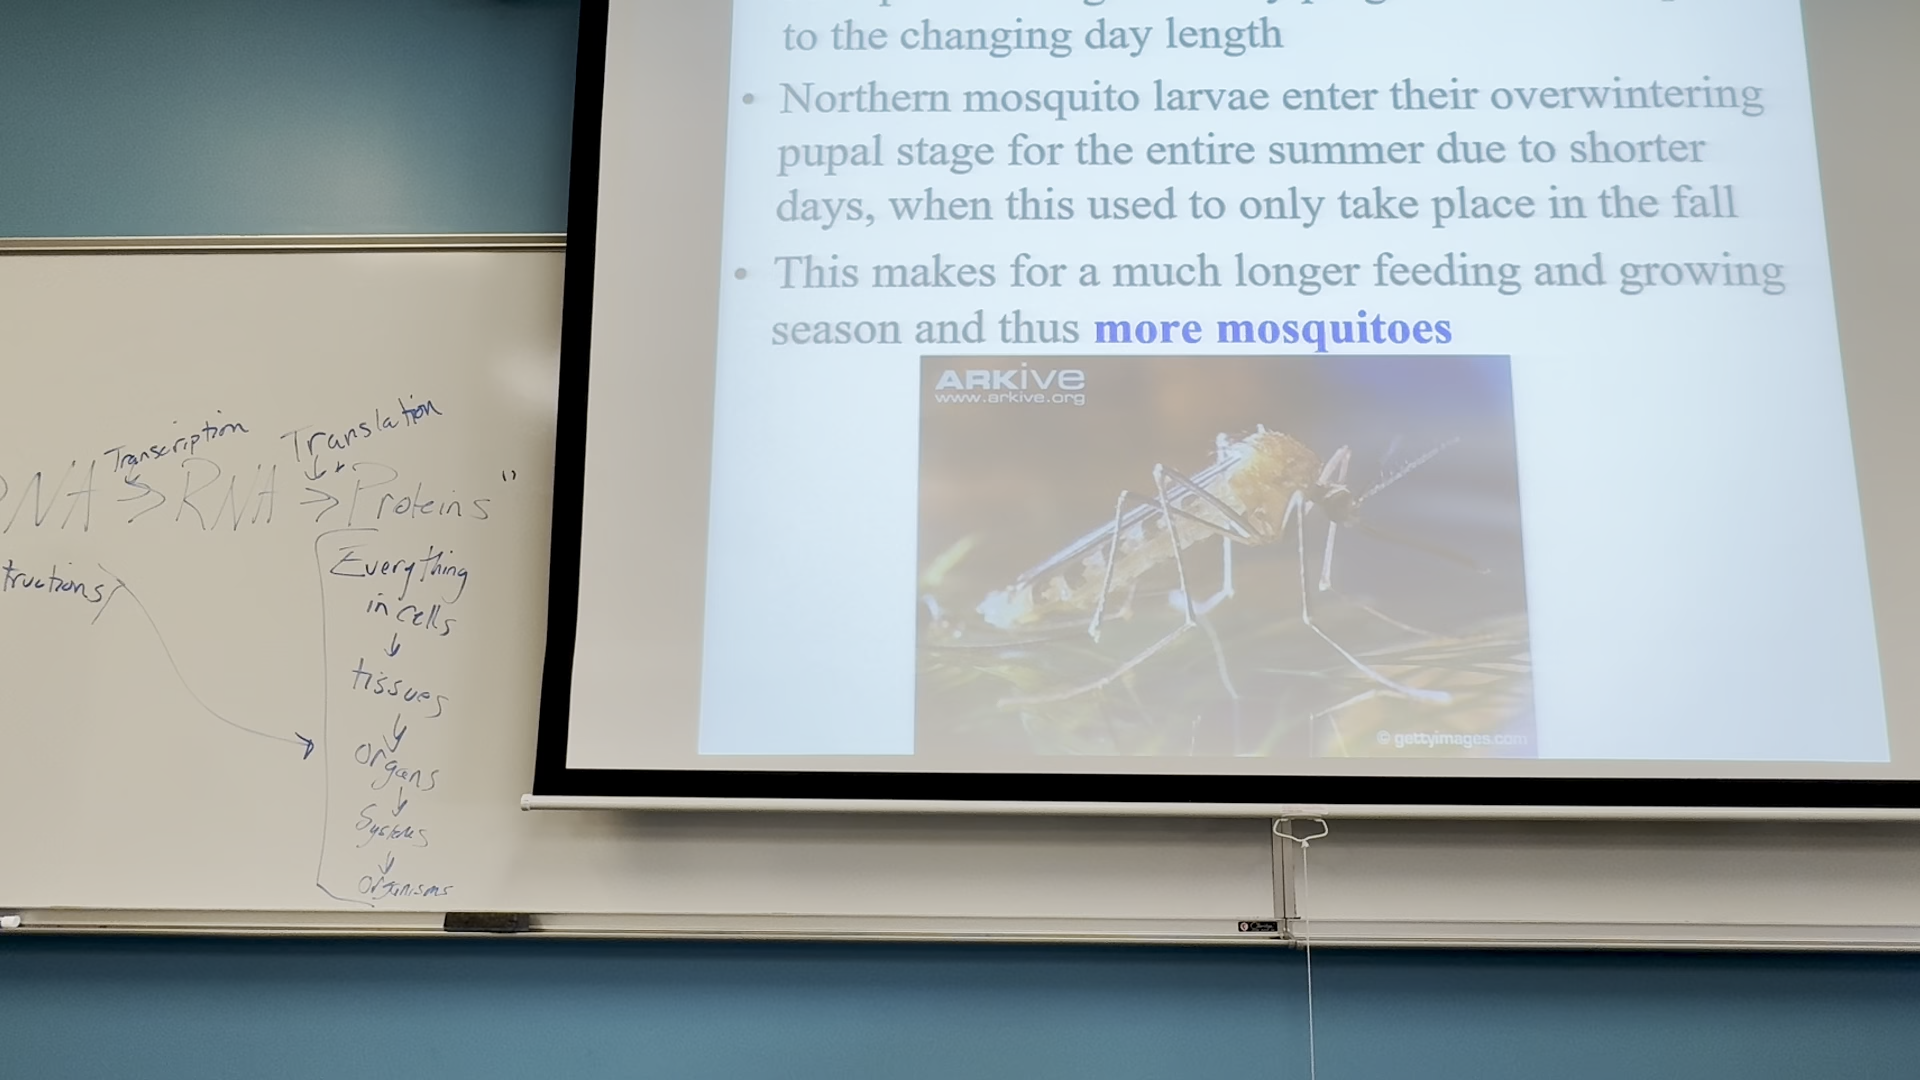 to the changing day length
• Northern mosquito larvae enter their overwintering
pupal stage for the entire summer due to shorter
days, when this used to only take place in the fall
• This makes for a much longer feeding and growing
season and thus more mosquitoes
ARKive
www.arkive.org
© gettyimages.com
Transcription Translation
NA → RNA → Proteins"
tructions)
Everything
in cells
↓
tissues
↓
organs
↓
Systems
↓
organisms